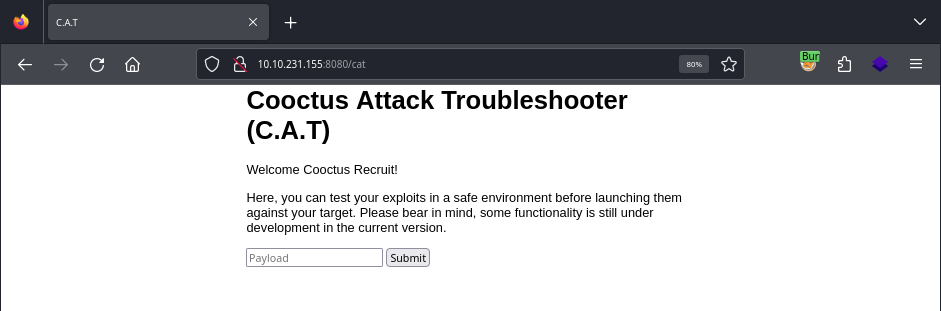 C.A.T
10.10.231.155:8080/cat
80%
Bur
Cooctus Attack Troubleshooter
(C.A.T)
Welcome Cooctus Recruit!
Here, you can test your exploits in a safe environment before launching them
against your target. Please bear in mind, some functionality is still under
development in the current version.
Payload
Submit